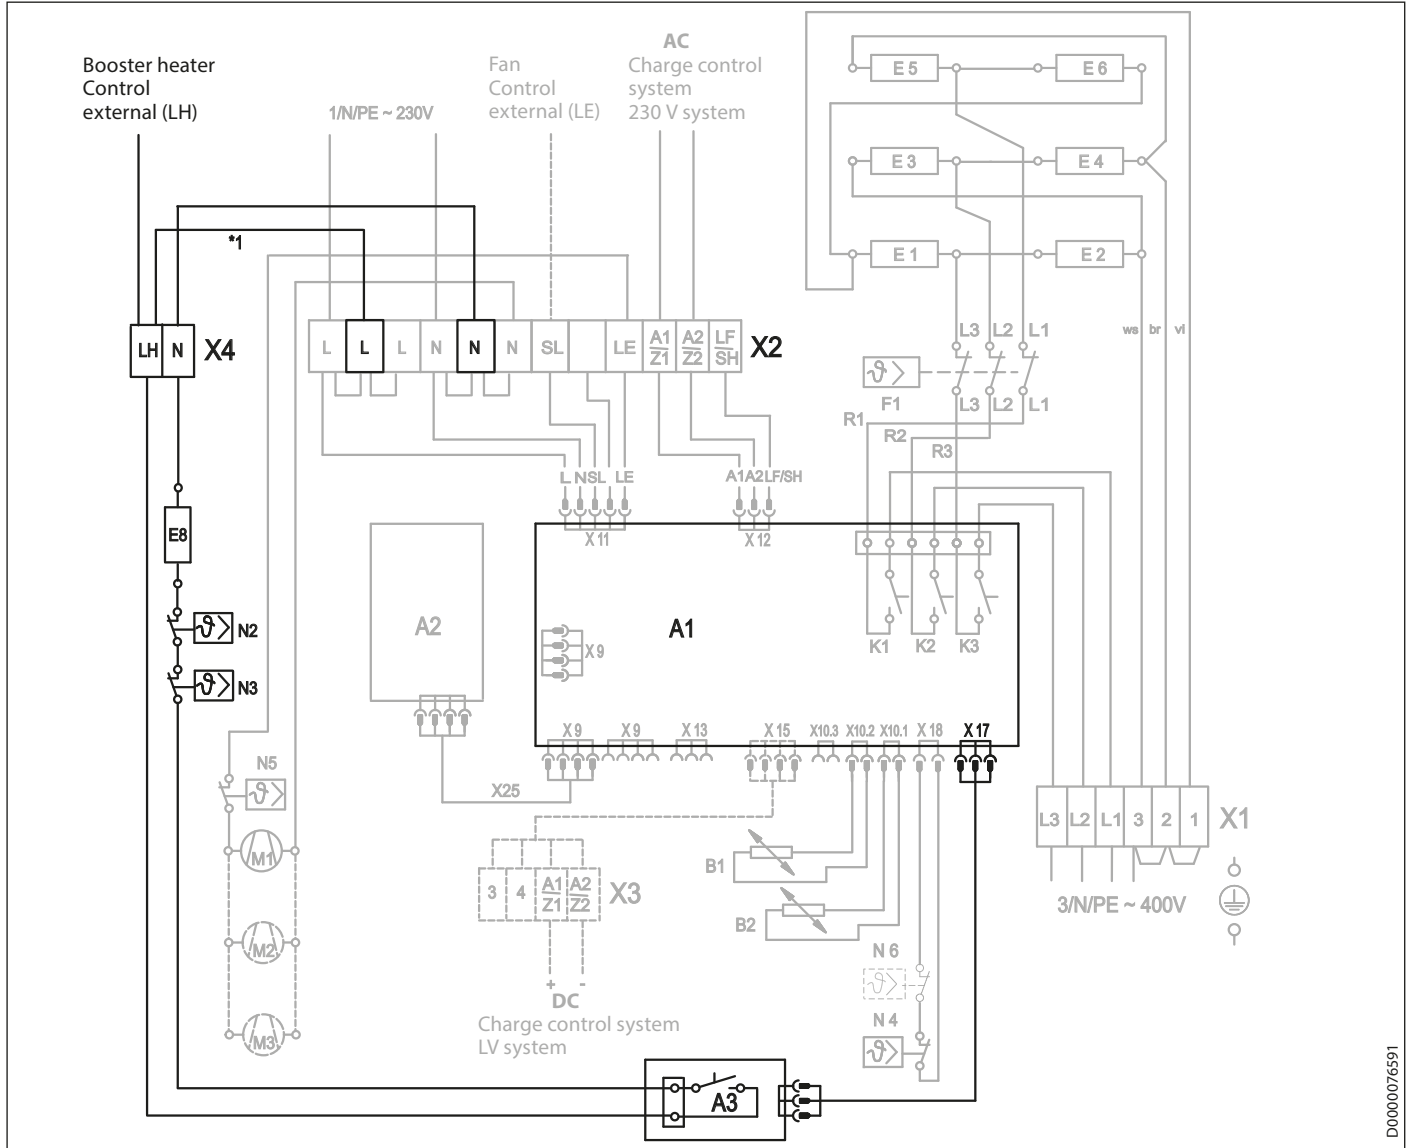 Booster heater
Control
external (LH)
1/N/PE ~ 230V
Fan
Control
external (LE)
AC
Charge control
system
230 V system
E 5
E 6
E 3
E 4
E 1
E 2
*1
LH
N
X4
L
L
L
N
N
N
SL
LE
A1
Z1
A2
Z2
LF
SH
X2
L3
L2
L1
ws
br
vi
F1
L3
L2
L1
R1
R2
R3
L
N
SL
LE
A1
A2
LF/SH
X 11
X 12
E8
A2
A1
X 9
K1
K2
K3
N2
N3
X 9
X 9
X 13
X 15
X10.3
X10.2
X10.1
X 18
X 17
N5
X25
M1
M2
M3
B1
B2
3
4
A1
Z1
A2
Z2
X3
+
-
DC
Charge control system
LV system
N 6
N 4
L3
L2
L1
3
2
1
X1
3/N/PE ~ 400V
A3
D0000076591